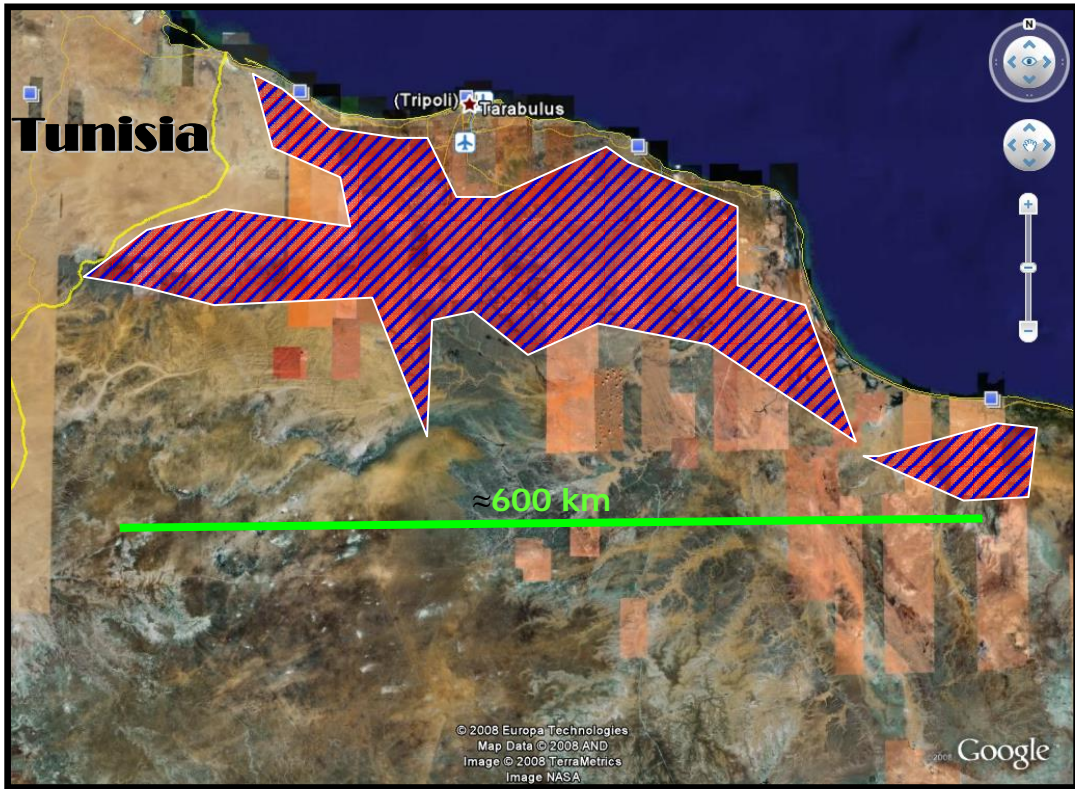 N
(Tripoli)
Tarabulus
Tunisia
≈600 km
© 2008 Europa Technologies
Map Data © 2008 AND
Image © 2008 TerraMetrics
Image NASA
©2008 Google